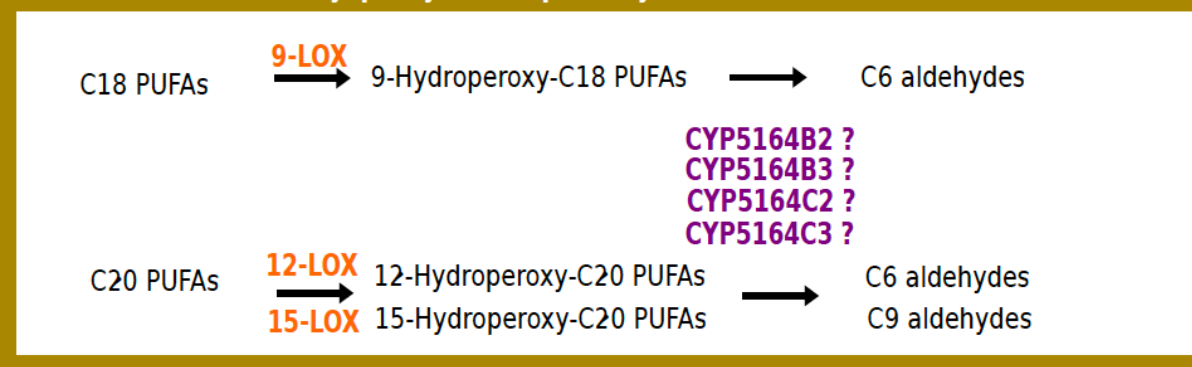 9-LOX
C18 PUFAs 9-Hydroperoxy-C18 PUFAs C6 aldehydes
CYP5164B2 ?
CYP5164B3 ?
CYP5164C2 ?
CYP5164C3 ?
12-LOX
C20 PUFAs 12-Hydroperoxy-C20 PUFAs C6 aldehydes
15-LOX 15-Hydroperoxy-C20 PUFAs C9 aldehydes